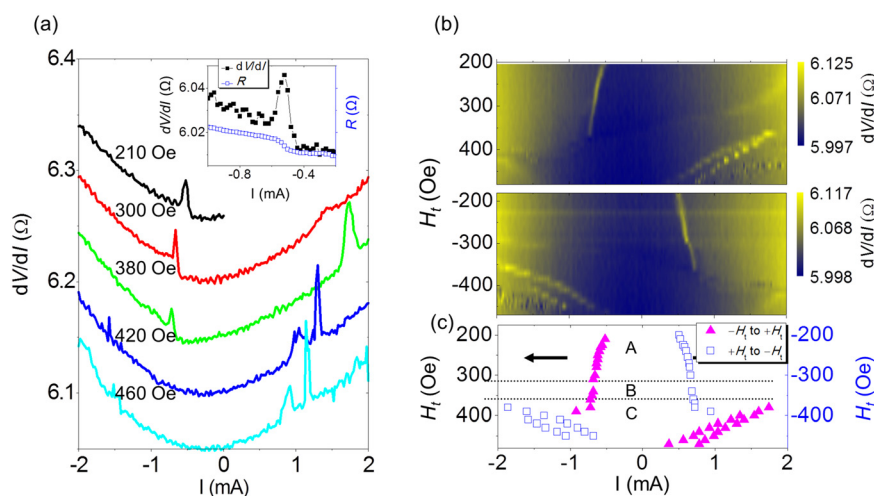 (a)
6.4
6.3
6.2
6.1
dV/dI (Ω)
210 Oe
300 Oe
380 Oe
420 Oe
460 Oe
-2
-1
0
1
2
I (mA)
dV/dI
R
6.04
6.02
dV/dI (Ω)
R (Ω)
-0.8
-0.4
I (mA)
(b)
200
300
400
-200
-300
-400
Ht (Oe)
6.125
6.071
5.997
dV/dI (Ω)
6.117
6.068
5.998
dV/dI (Ω)
(c)
200
300
400
Ht (Oe)
A
B
C
−Ht to +Ht
+Ht to −Ht
-200
-300
-400
Ht (Oe)
-2
-1
0
1
2
I (mA)